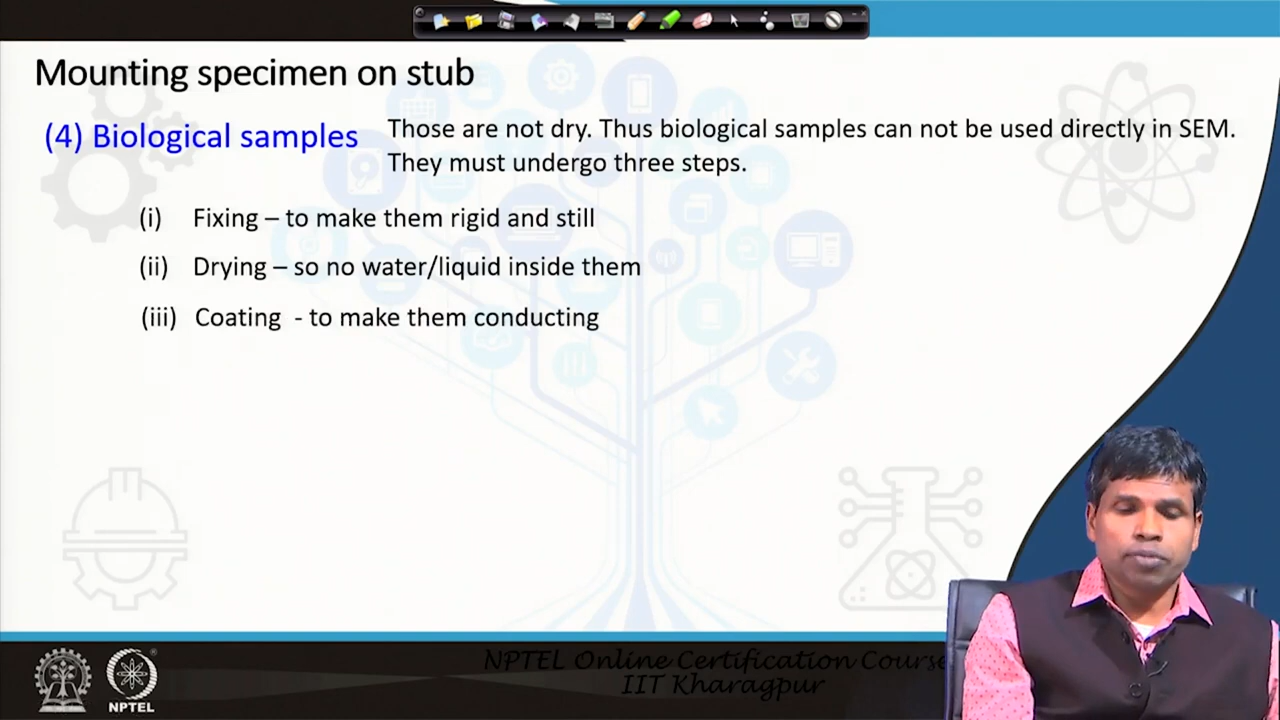 Mounting specimen on stub
(4) Biological samples
Those are not dry. Thus biological samples can not be used directly in SEM.
They must undergo three steps.
(i) Fixing – to make them rigid and still
(ii) Drying – so no water/liquid inside them
(iii) Coating - to make them conducting
NPTEL Online Certification Course
IIT Kharagpur
NPTEL